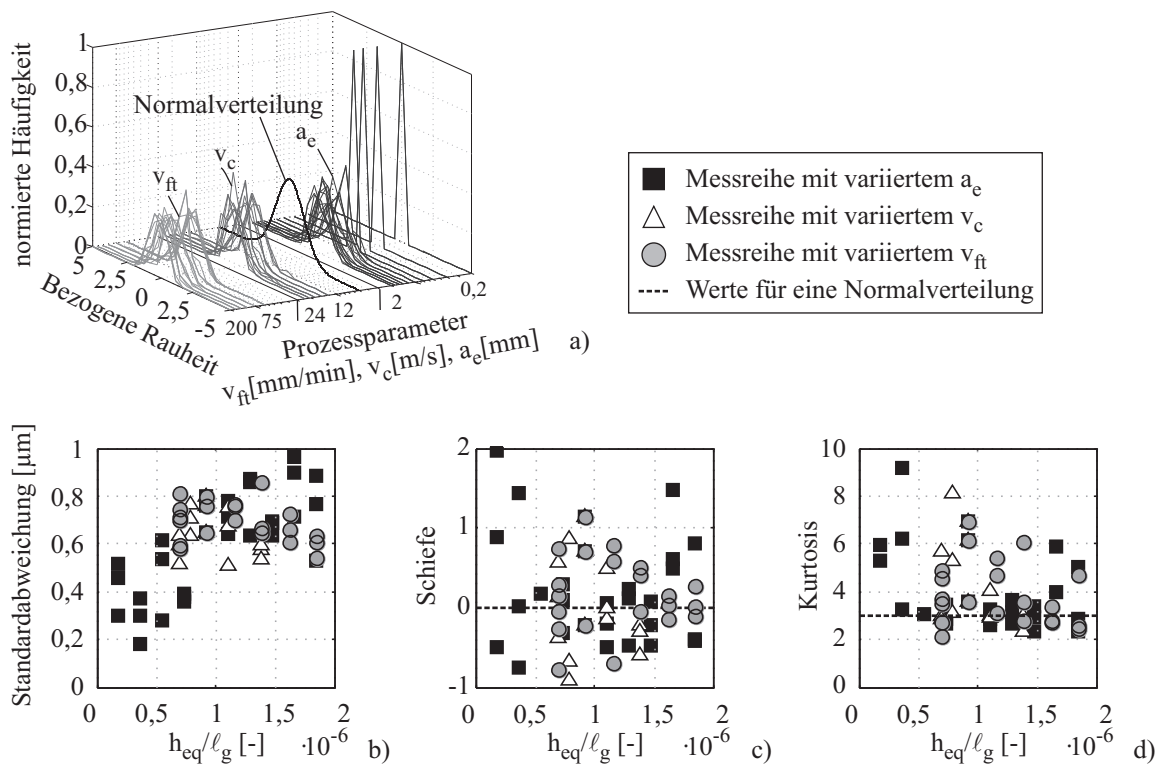 normierte Häufigkeit
1
0,8
0,6
0,4
0,2
0
Normalverteilung
a_e
v_c
v_ft
5
2,5
0
2,5
-5
Bezogene Rauheit
200 75 24 12 2 0,2
Prozessparameter
v_ft[mm/min], v_c[m/s], a_e[mm]
a)
Messreihe mit variiertem a_e
Messreihe mit variiertem v_c
Messreihe mit variiertem v_ft
Werte für eine Normalverteilung
Standardabweichung [µm]
1
0,8
0,6
0,4
0,2
0
0 0,5 1 1,5 2
h_eq/ℓ_g [-] ·10^-6 b)
Schiefe
2
1
0
-1
0 0,5 1 1,5 2
h_eq/ℓ_g [-] ·10^-6 c)
Kurtosis
10
8
6
4
2
0
0 0,5 1 1,5 2
h_eq/ℓ_g [-] ·10^-6 d)